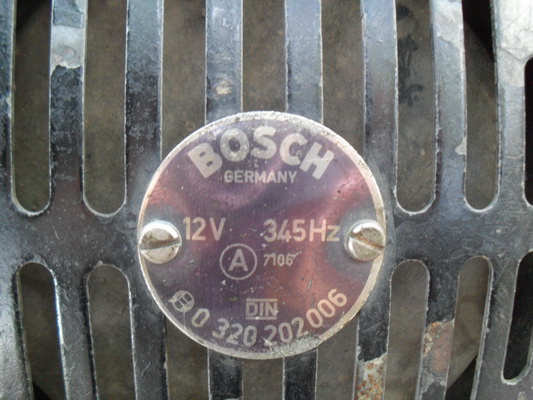 BOSCH
GERMANY
12V 345Hz
A 7106
DIN
0 320 202 006